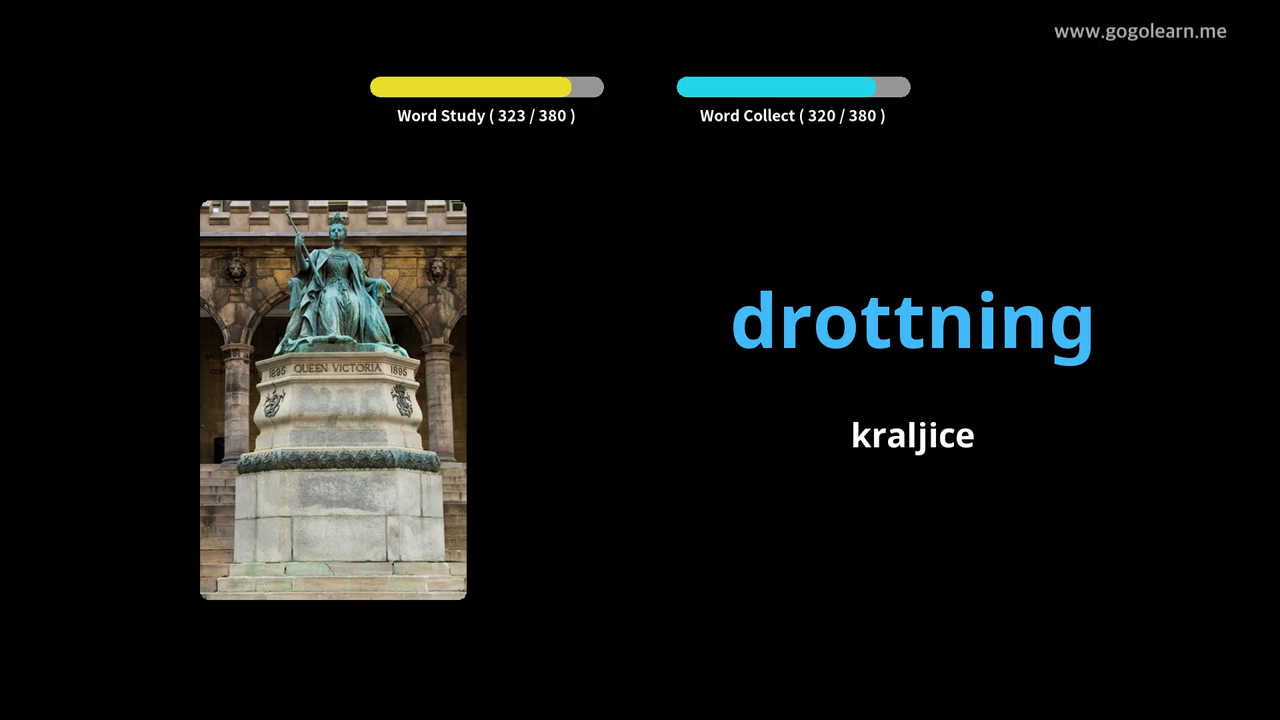 www.gogolearn.me
Word Study ( 323 / 380 )
Word Collect ( 320 / 380 )
1895 QUEEN VICTORIA 1895
drottning
kraljice